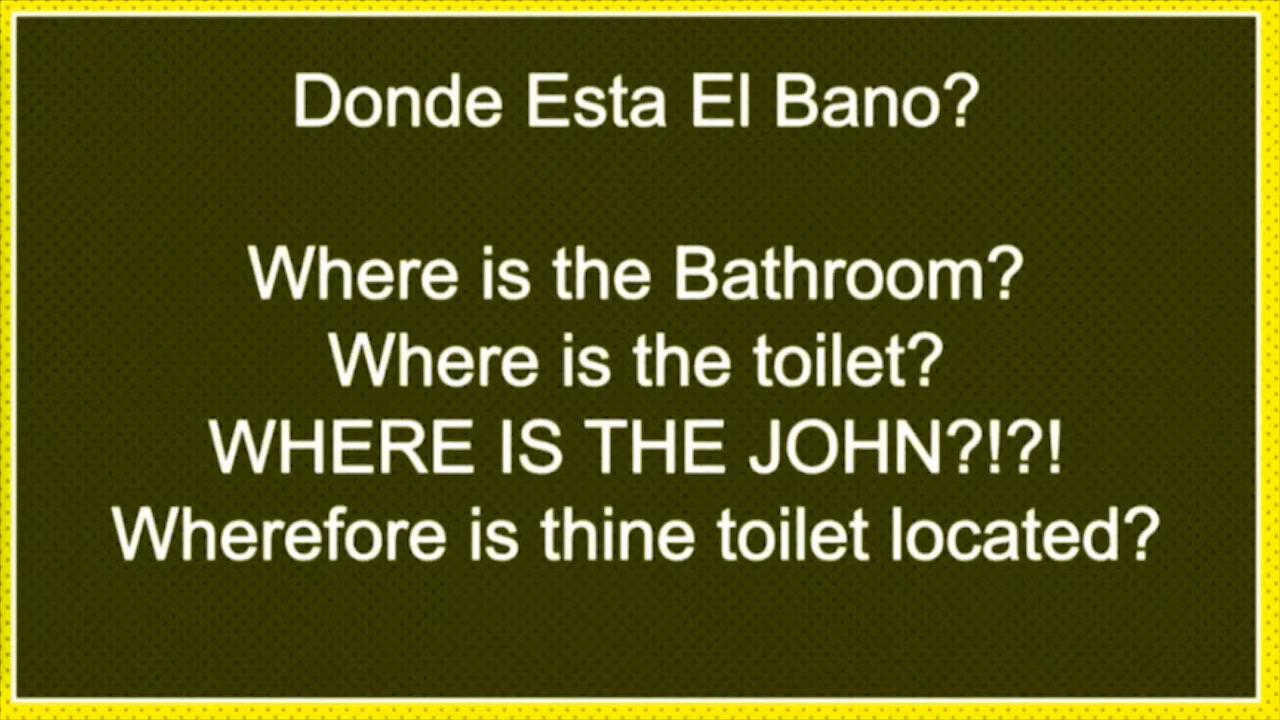 Donde Esta El Bano?
Where is the Bathroom?
Where is the toilet?
WHERE IS THE JOHN?!?!
Wherefore is thine toilet located?